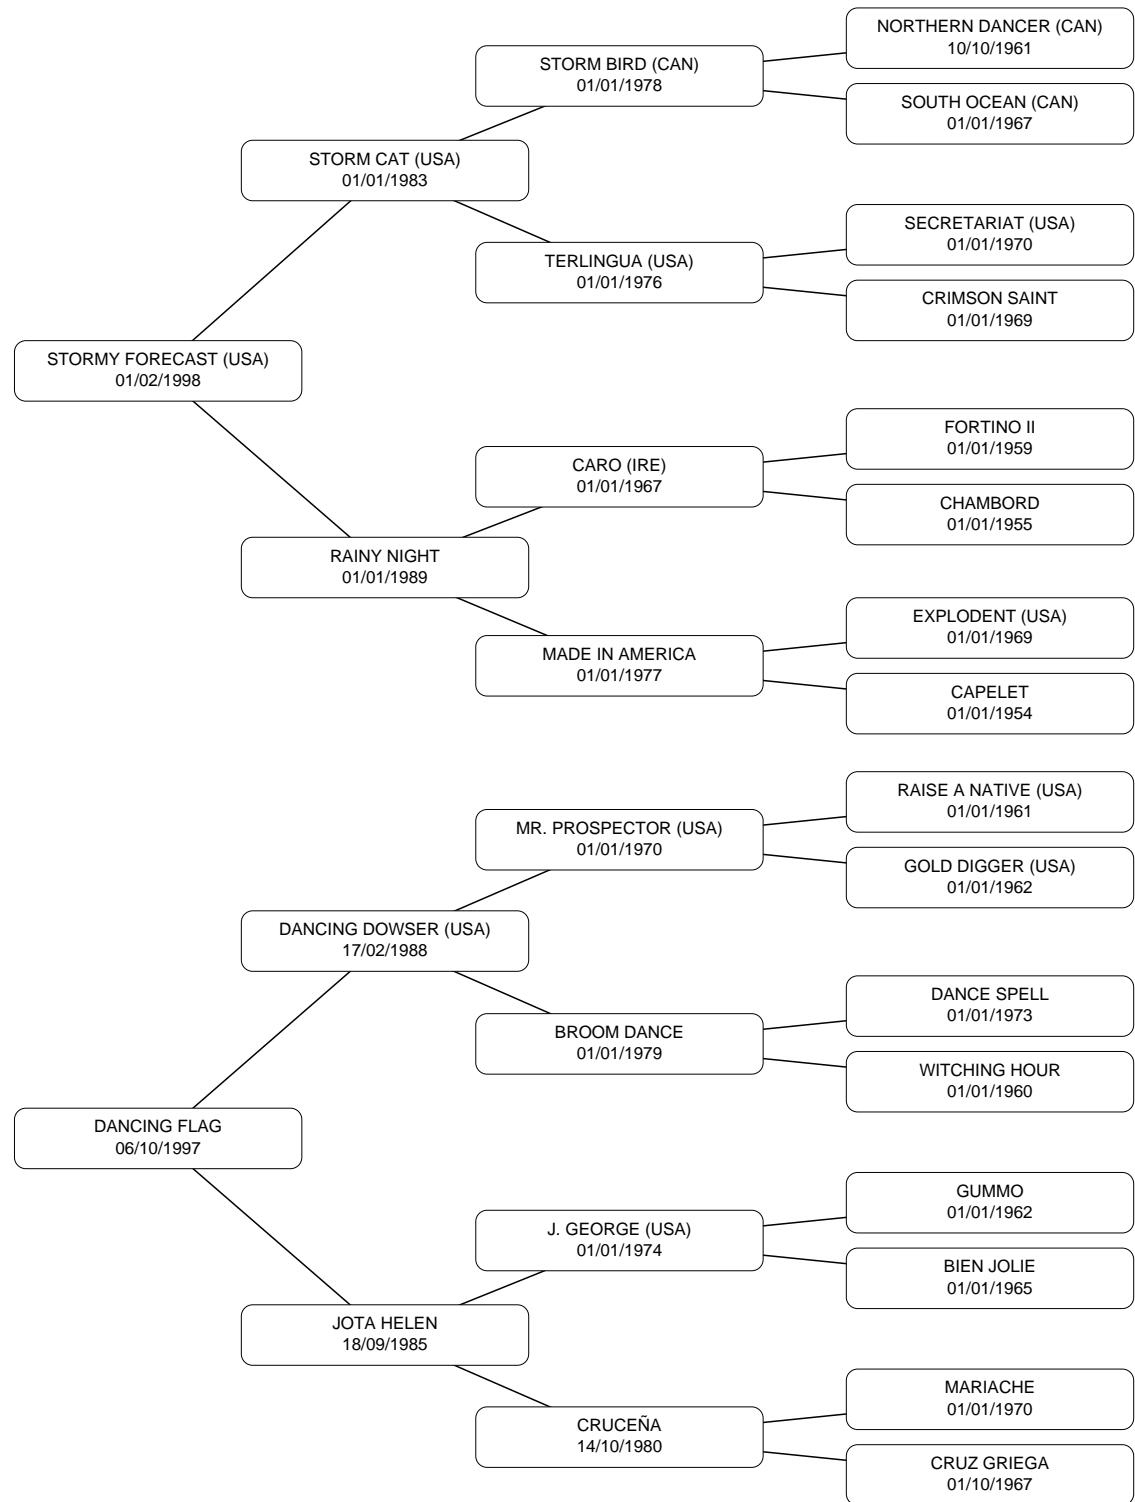 NORTHERN DANCER (CAN)
10/10/1961
STORM BIRD (CAN)
01/01/1978
SOUTH OCEAN (CAN)
01/01/1967
STORM CAT (USA)
01/01/1983
SECRETARIAT (USA)
01/01/1970
TERLINGUA (USA)
01/01/1976
CRIMSON SAINT
01/01/1969
STORMY FORECAST (USA)
01/02/1998
FORTINO II
01/01/1959
CARO (IRE)
01/01/1967
CHAMBORD
01/01/1955
RAINY NIGHT
01/01/1989
EXPLODENT (USA)
01/01/1969
MADE IN AMERICA
01/01/1977
CAPELET
01/01/1954
RAISE A NATIVE (USA)
01/01/1961
MR. PROSPECTOR (USA)
01/01/1970
GOLD DIGGER (USA)
01/01/1962
DANCING DOWSER (USA)
17/02/1988
DANCE SPELL
01/01/1973
BROOM DANCE
01/01/1979
WITCHING HOUR
01/01/1960
DANCING FLAG
06/10/1997
GUMMO
01/01/1962
J. GEORGE (USA)
01/01/1974
BIEN JOLIE
01/01/1965
JOTA HELEN
18/09/1985
MARIACHE
01/01/1970
CRUCEÑA
14/10/1980
CRUZ GRIEGA
01/10/1967